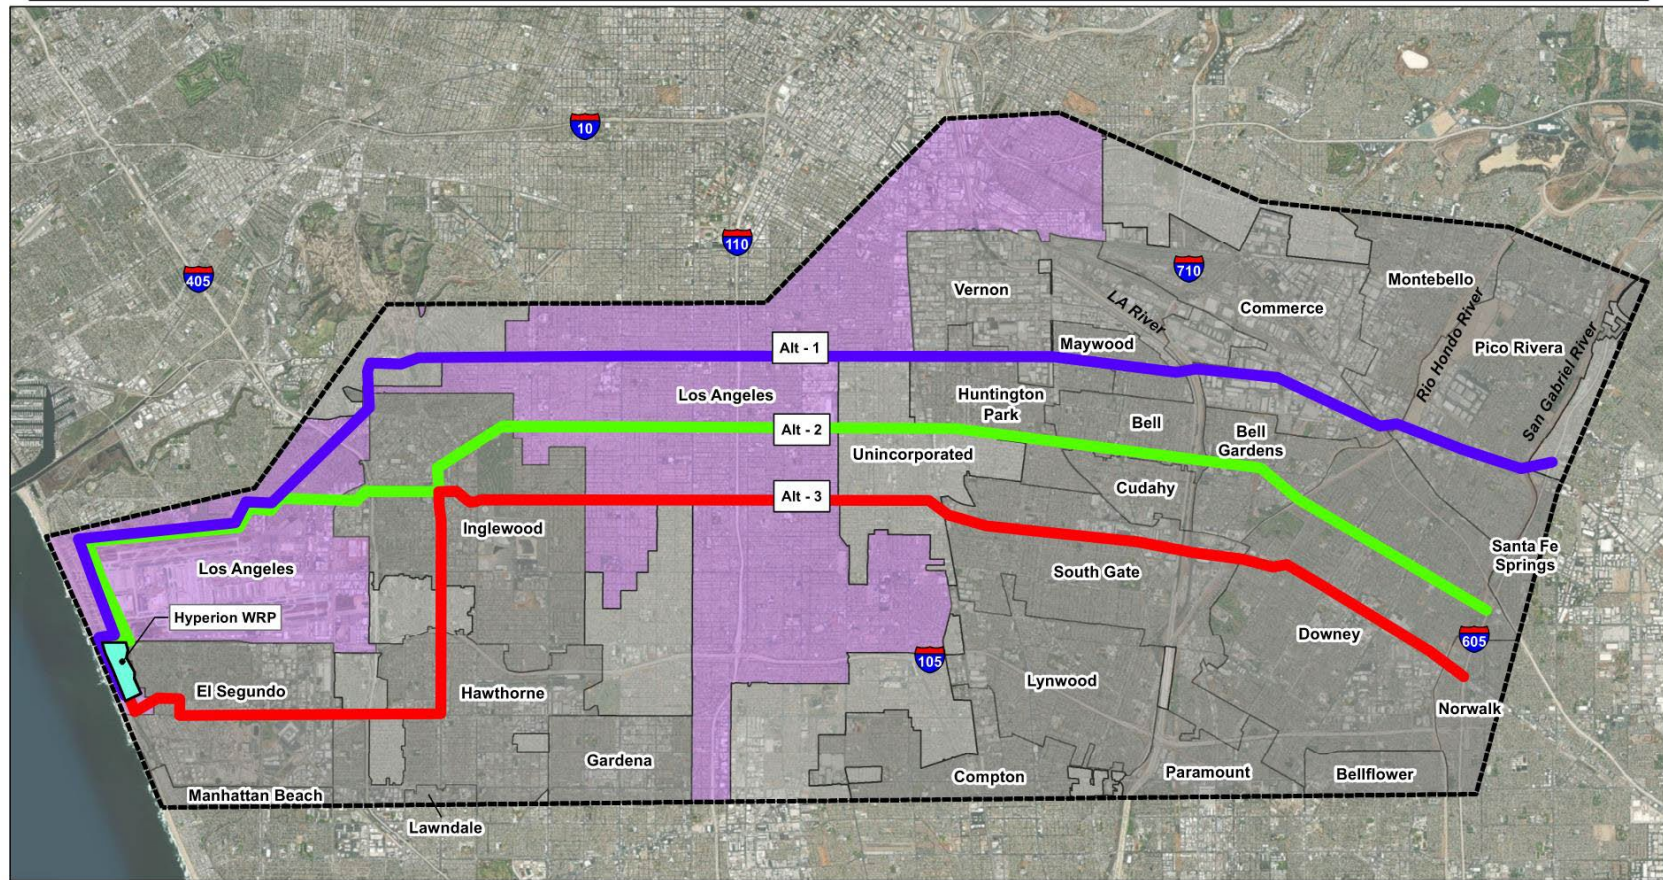 10
110
405
710
Montebello
Vernon
Commerce
LA River
Rio Hondo River
San Gabriel River
Alt - 1
Maywood
Pico Rivera
Los Angeles
Huntington
Park
Bell
Alt - 2
Bell
Gardens
Unincorporated
Cudahy
Alt - 3
Inglewood
Santa Fe
Springs
Los Angeles
South Gate
Hyperion WRP
Downey
605
105
El Segundo
Hawthorne
Lynwood
Norwalk
Gardena
Compton
Paramount
Bellflower
Manhattan Beach
Lawndale